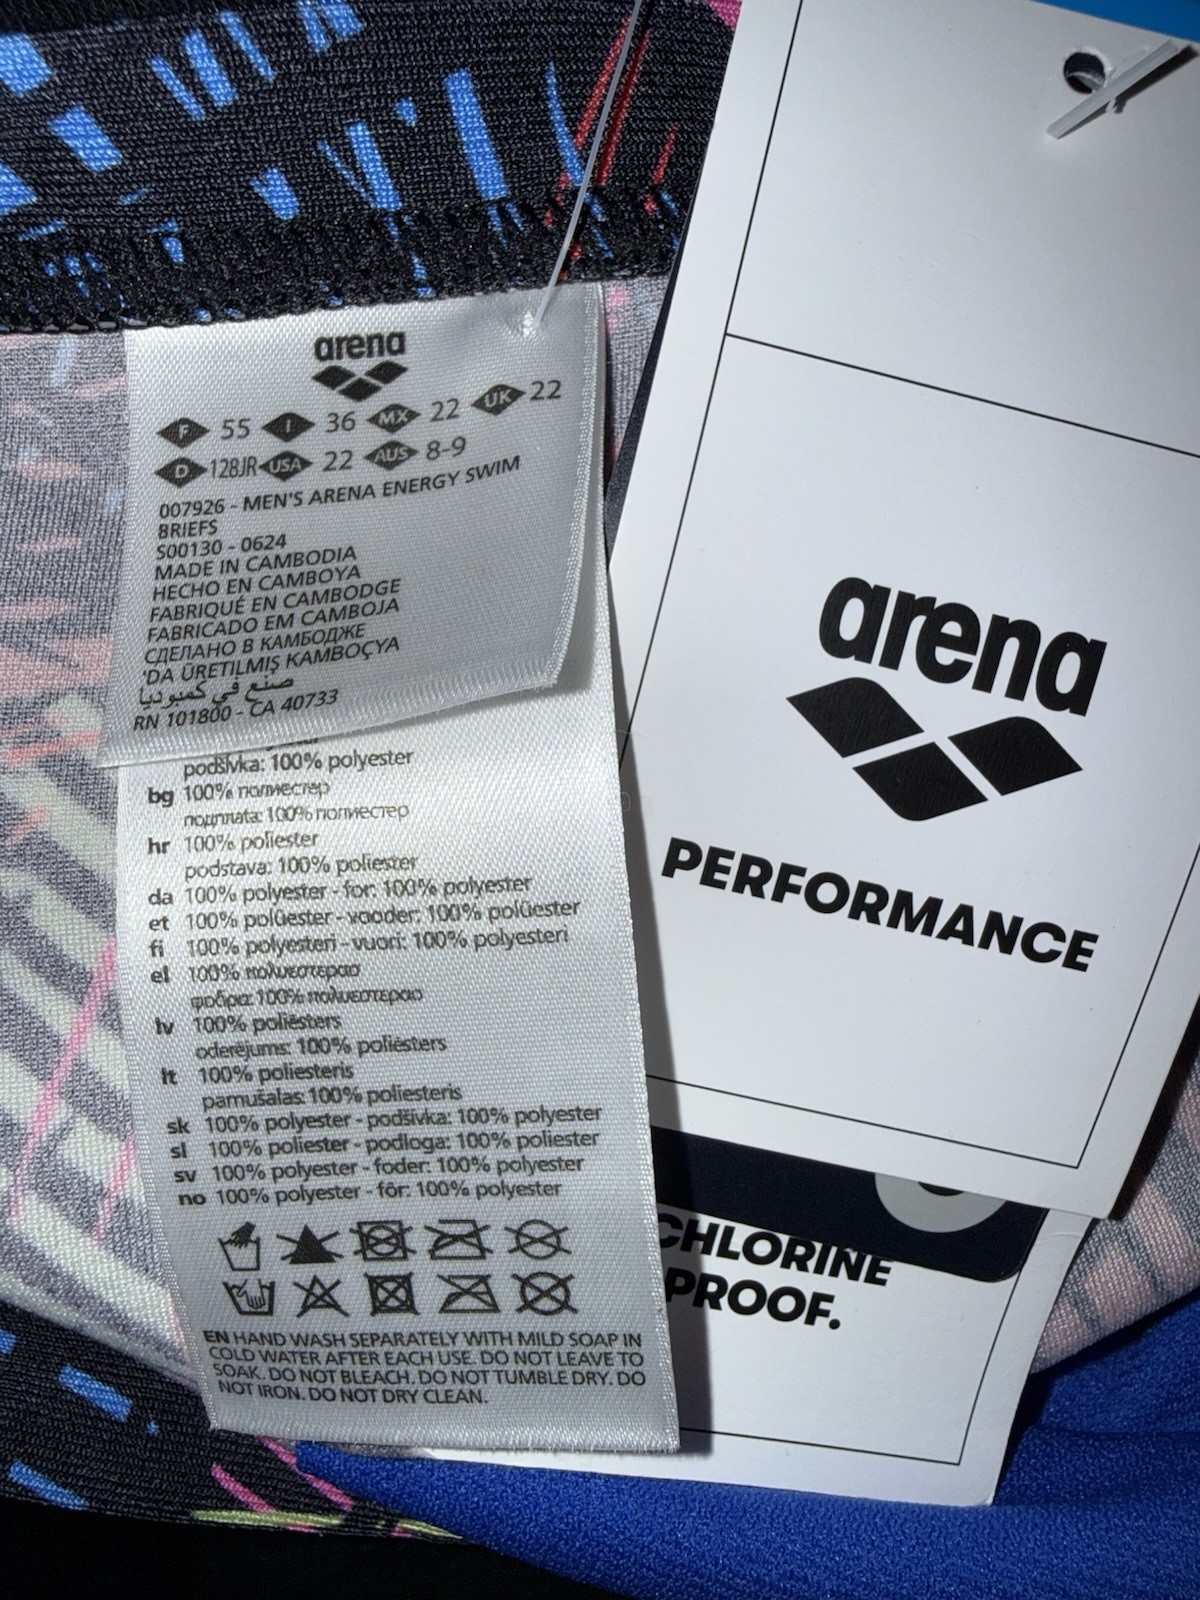 arena
F 55 I 36 MX 22 UK 22
D 128JR USA 22 AUS 8-9
007926 - MEN'S ARENA ENERGY SWIM
BRIEFS
S00130 - 0624
MADE IN CAMBODIA
HECHO EN CAMBOYA
FABRIQUÉ EN CAMBODGE
FABRICADO EM CAMBOJA
СДЕЛАНО В КАМБОДЖЕ
'DA ÜRETILMIŞ KAMBOÇYA
صنع في كمبوديا
RN 101800 - CA 40733
podšívka: 100% polyester
bg 100% полиестер
подплата: 100% полиестер
hr 100% poliester
podstava: 100% poliester
da 100% polyester - for: 100% polyester
et 100% polüester - vooder: 100% polüester
fi 100% polyesteri - vuori: 100% polyesteri
el 100% πολυεστερας
φοδρα: 100% πολυεστερας
lv 100% poliēsters
oderējums: 100% poliēsters
lt 100% poliesteris
pamušalas: 100% poliesteris
sk 100% polyester - podšívka: 100% polyester
sl 100% poliester - podloga: 100% poliester
sv 100% polyester - foder: 100% polyester
no 100% polyester - fôr: 100% polyester
EN HAND WASH SEPARATELY WITH MILD SOAP IN
COLD WATER AFTER EACH USE. DO NOT LEAVE TO
SOAK. DO NOT BLEACH. DO NOT TUMBLE DRY. DO
NOT IRON. DO NOT DRY CLEAN.
arena
PERFORMANCE
CHLORINE
PROOF.